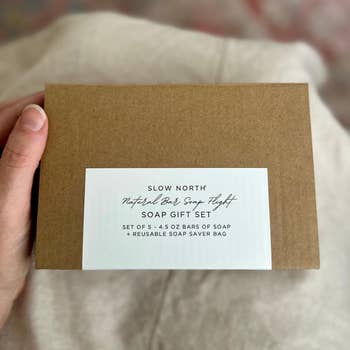 SLOW NORTH®
Natural Bar Soap Flight
SOAP GIFT SET
SET OF 5 - 4.5 OZ BARS OF SOAP
+ REUSABLE SOAP SAVER BAG